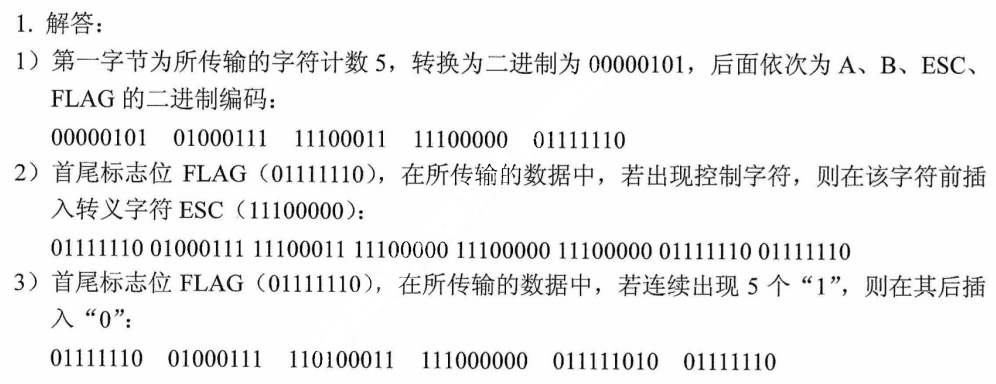 1. 解答：
1）第一字节为所传输的字符计数 5，转换为二进制为 00000101，后面依次为 A、B、ESC、
FLAG 的二进制编码：
00000101 01000111 11100011 11100000 01111110
2）首尾标志位 FLAG（01111110），在所传输的数据中，若出现控制字符，则在该字符前插
入转义字符 ESC（11100000）：
01111110 01000111 11100011 11100000 11100000 11100000 01111110 01111110
3）首尾标志位 FLAG（01111110），在所传输的数据中，若连续出现 5 个“1”，则在其后插
入“0”：
01111110 01000111 110100011 111000000 011111010 01111110